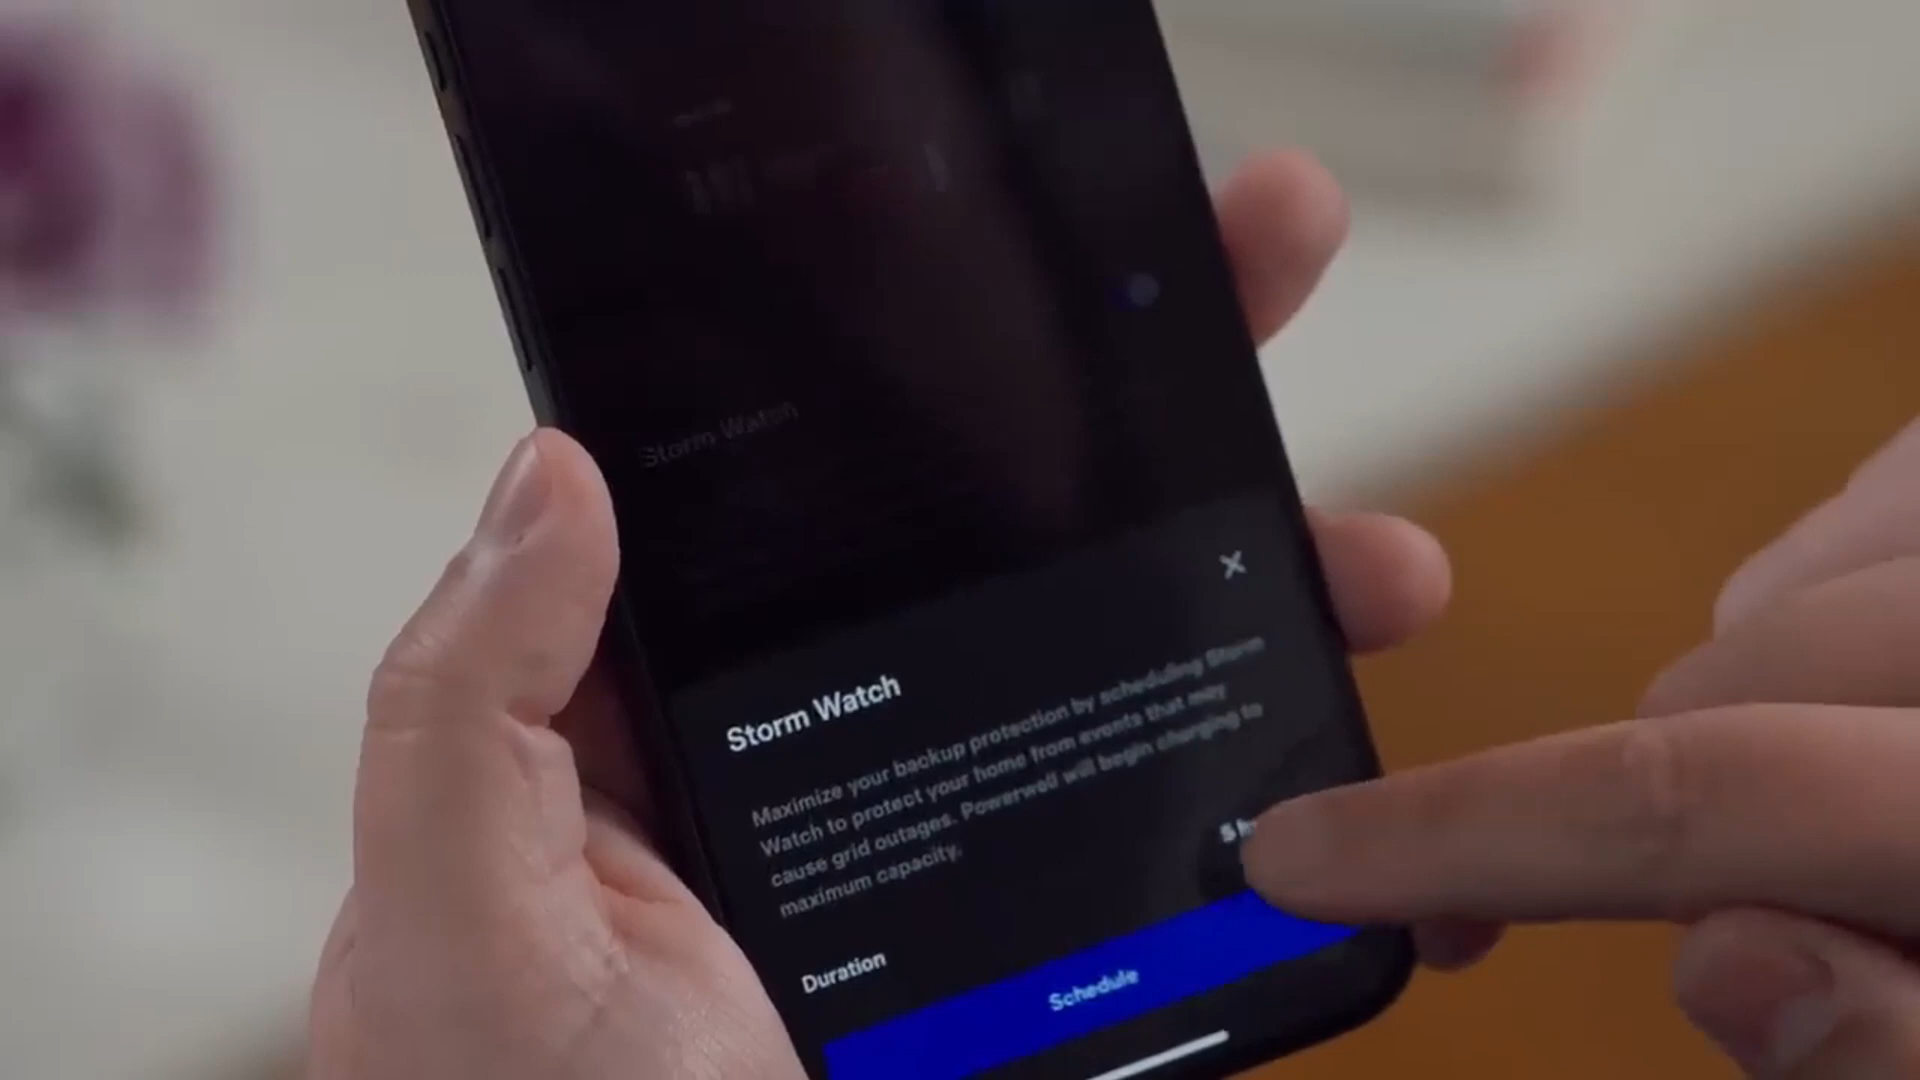 Storm Watch
Storm Watch
Maximize your backup protection by scheduling Storm
Watch to protect your home from events that may
cause grid outages. Powerwall will begin charging to
maximum capacity.
Duration
Schedule